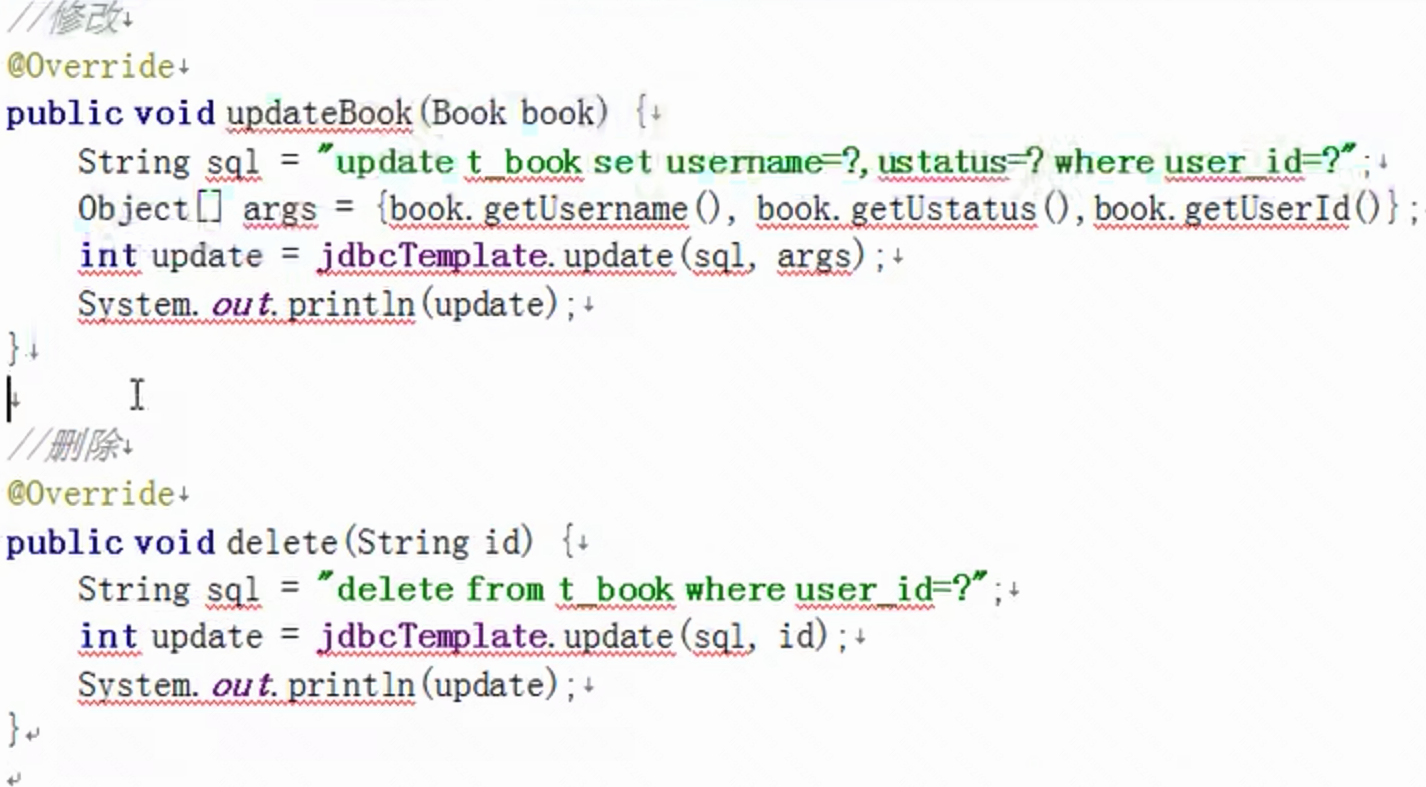 //修改
@Override
public void updateBook(Book book) {
String sql = "update t_book set username=?,ustatus=? where user_id=?";
Object[] args = {book.getUsername(), book.getUstatus(),book.getUserId()};
int update = jdbcTemplate.update(sql, args);
System.out.println(update);
}
//删除
@Override
public void delete(String id) {
String sql = "delete from t_book where user_id=?";
int update = jdbcTemplate.update(sql, id);
System.out.println(update);
}